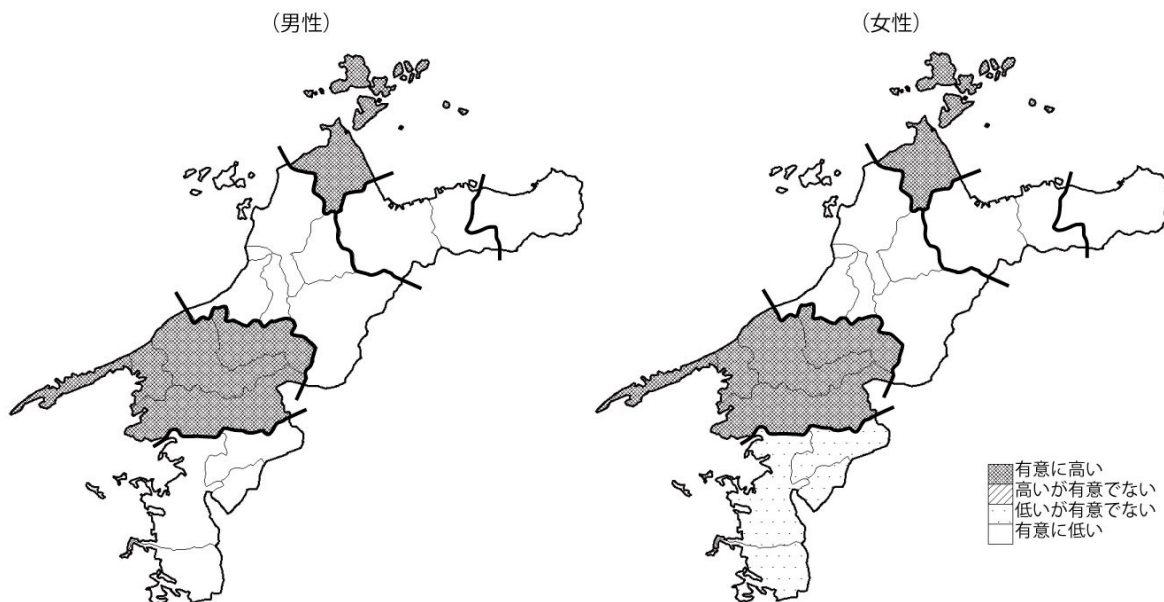 （男性）
（女性）
有意に高い
高いが有意でない
低いが有意でない
有意に低い